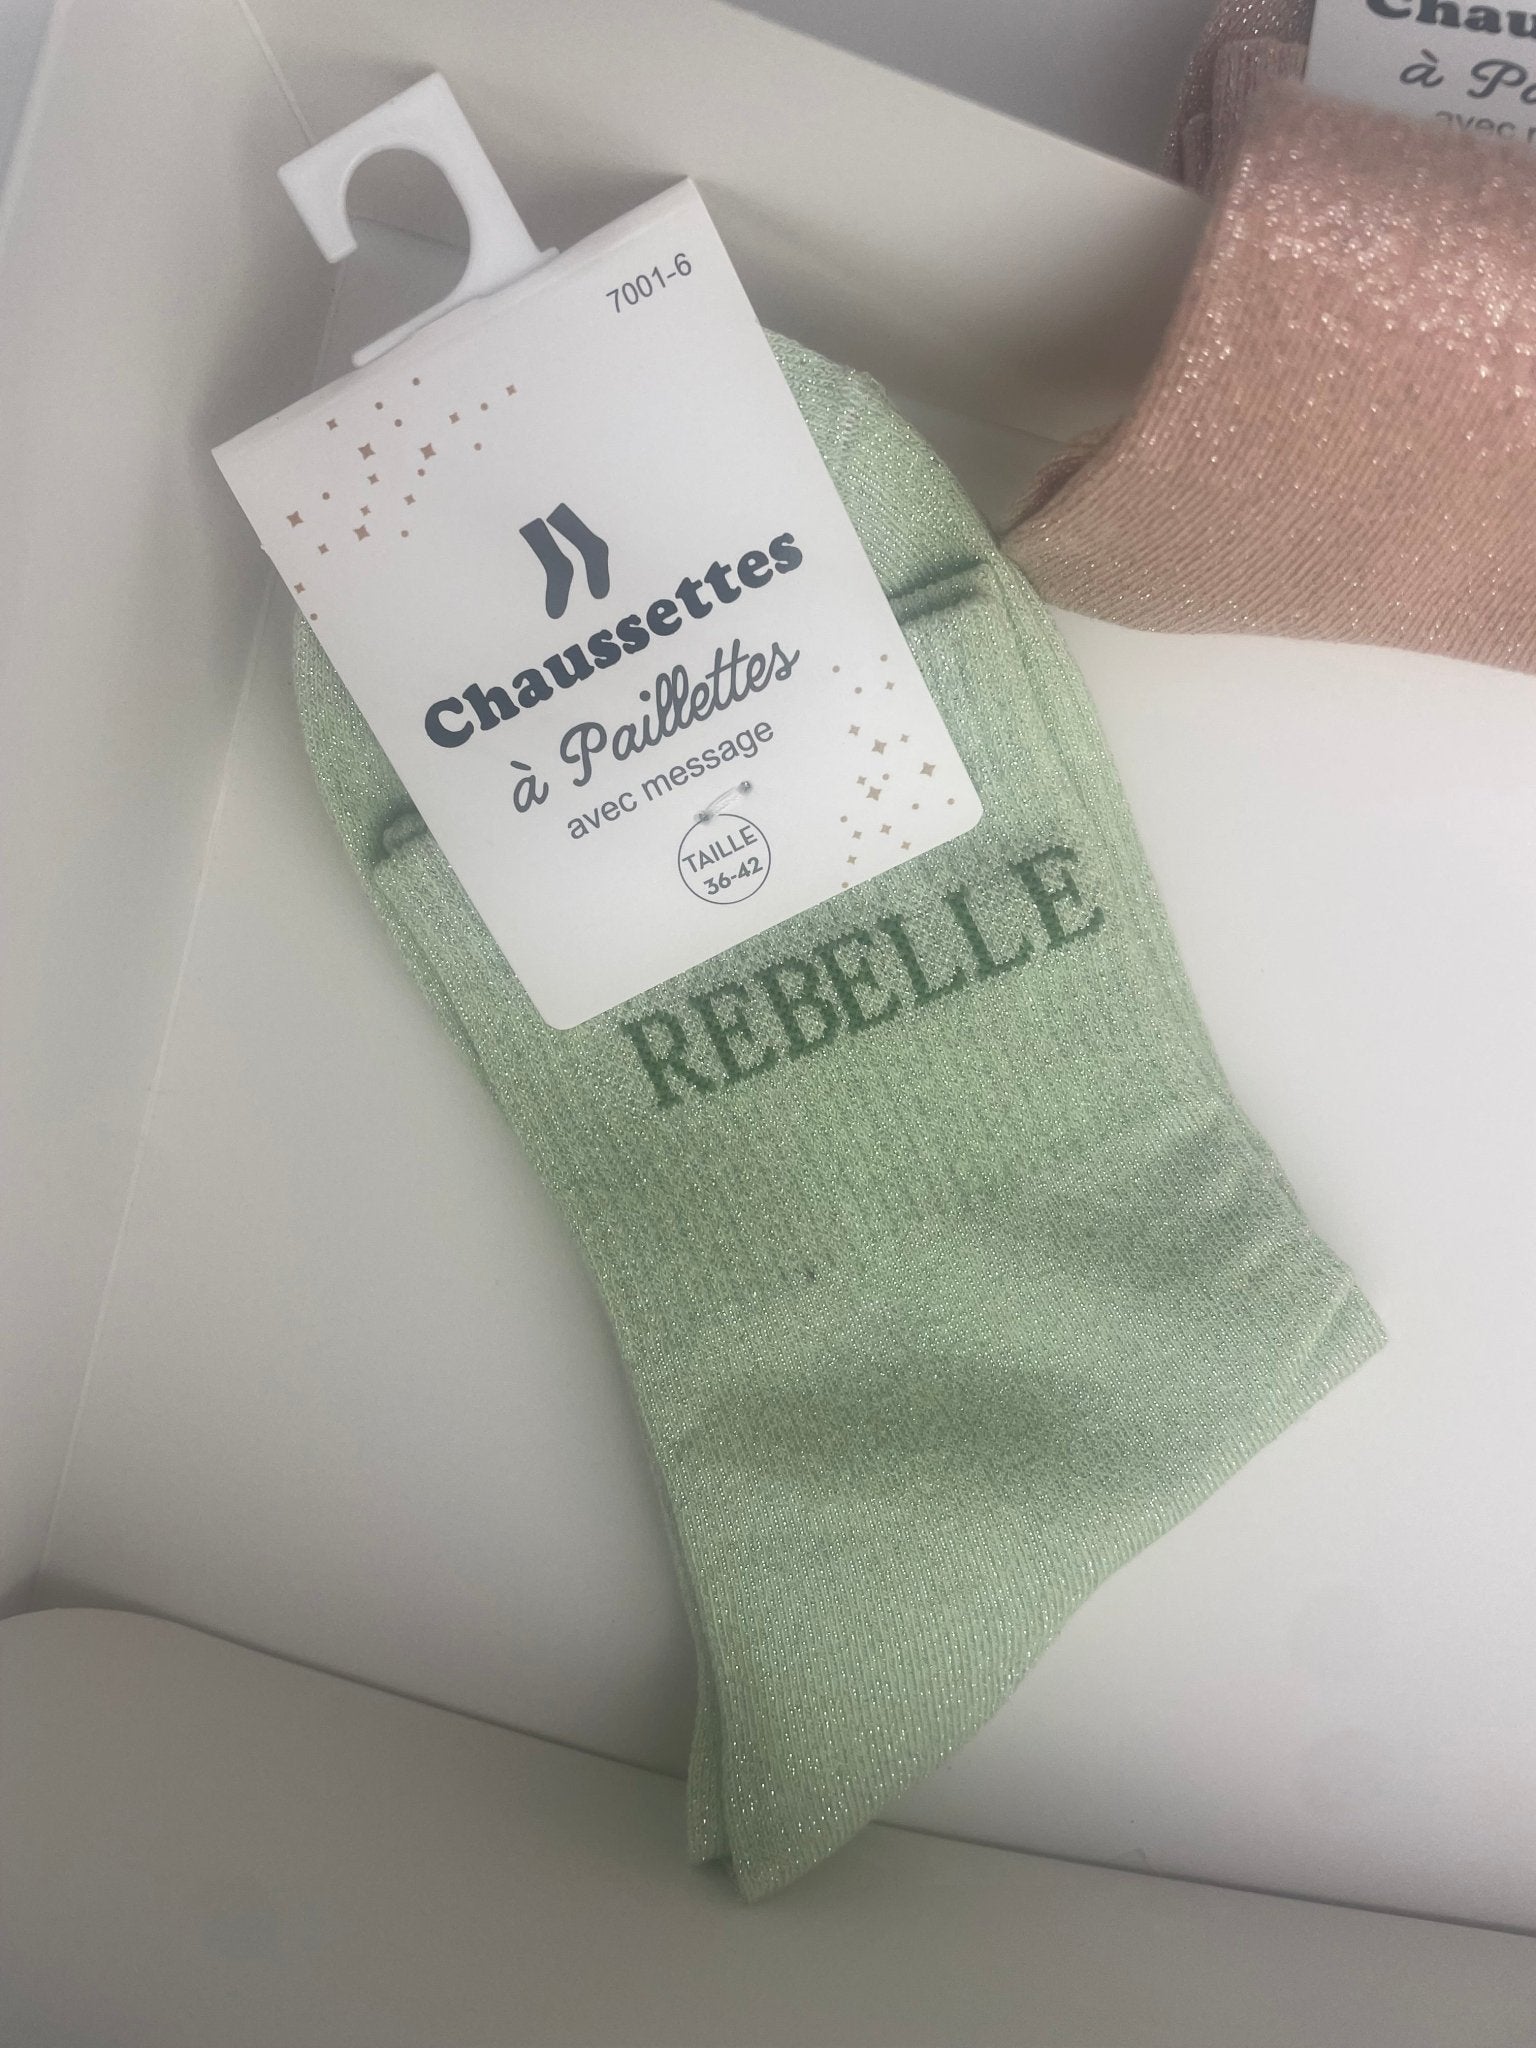 7001-6
Chaussettes
à Paillettes
avec message
TAILLE
36-42
REBELLE
Chau
à Pa
avec